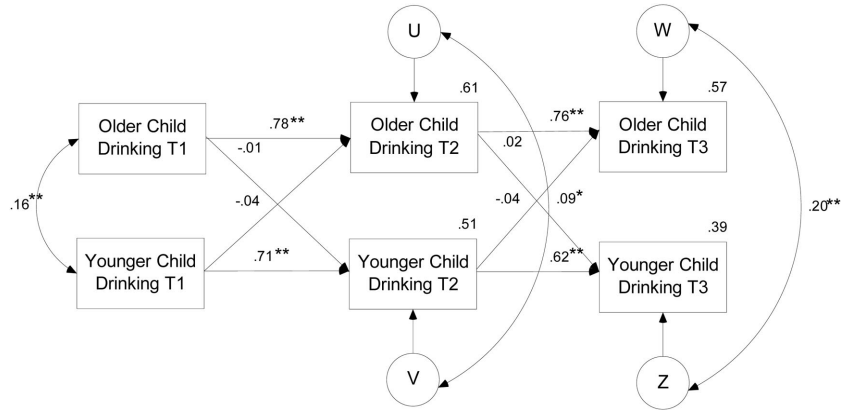 U
W
.61
.57
Older Child
Drinking T1
.78**
Older Child
Drinking T2
.76**
Older Child
Drinking T3
-.01
.02
.16**
-.04
-.04
.09*
.20**
.51
.39
Younger Child
Drinking T1
.71**
Younger Child
Drinking T2
.62**
Younger Child
Drinking T3
V
Z